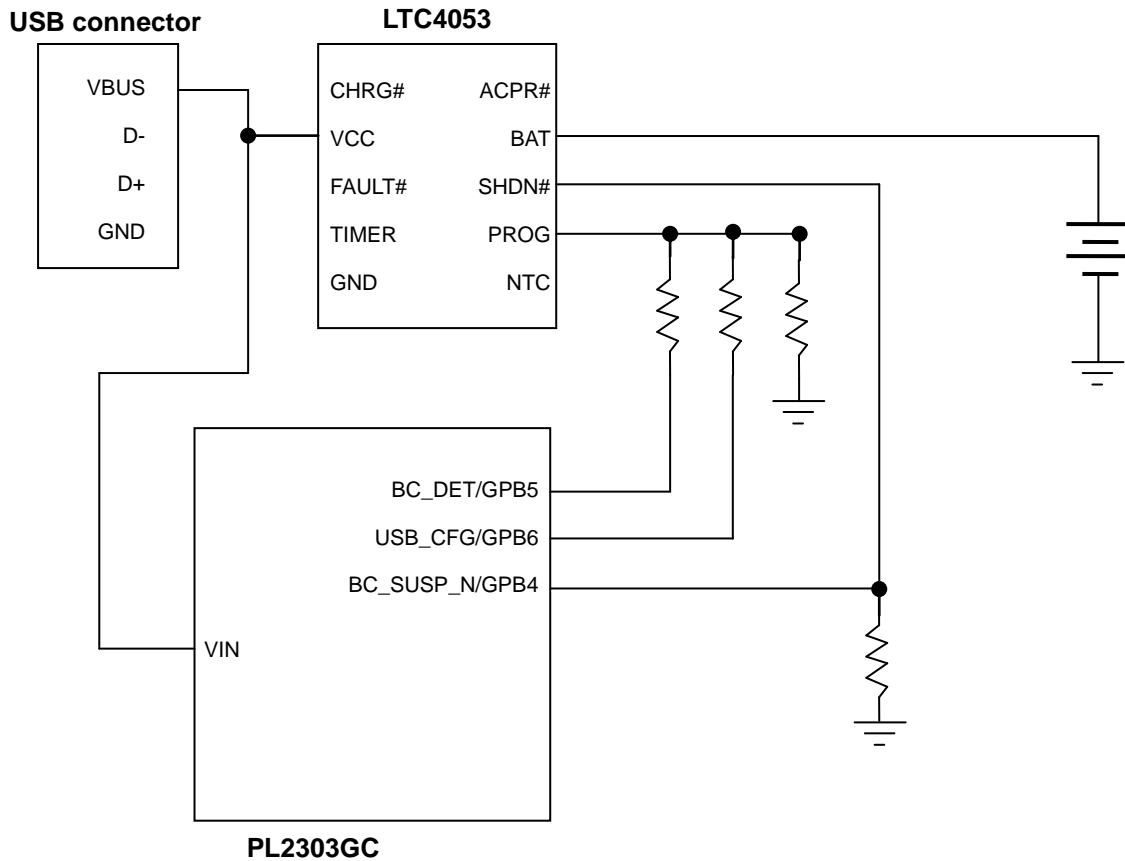 USB connector
LTC4053
VBUS
D-
D+
GND
CHRG#
VCC
FAULT#
TIMER
GND
ACPR#
BAT
SHDN#
PROG
NTC
BC_DET/GPB5
USB_CFG/GPB6
BC_SUSP_N/GPB4
VIN
PL2303GC